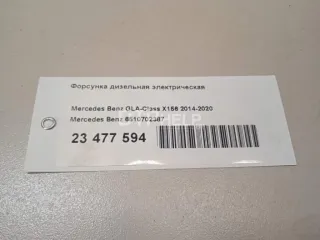 Форсунка дизельная электрическая
Mercedes Benz GLA-Class X156 2014-2020
Mercedes Benz 6510702387
23 477 594